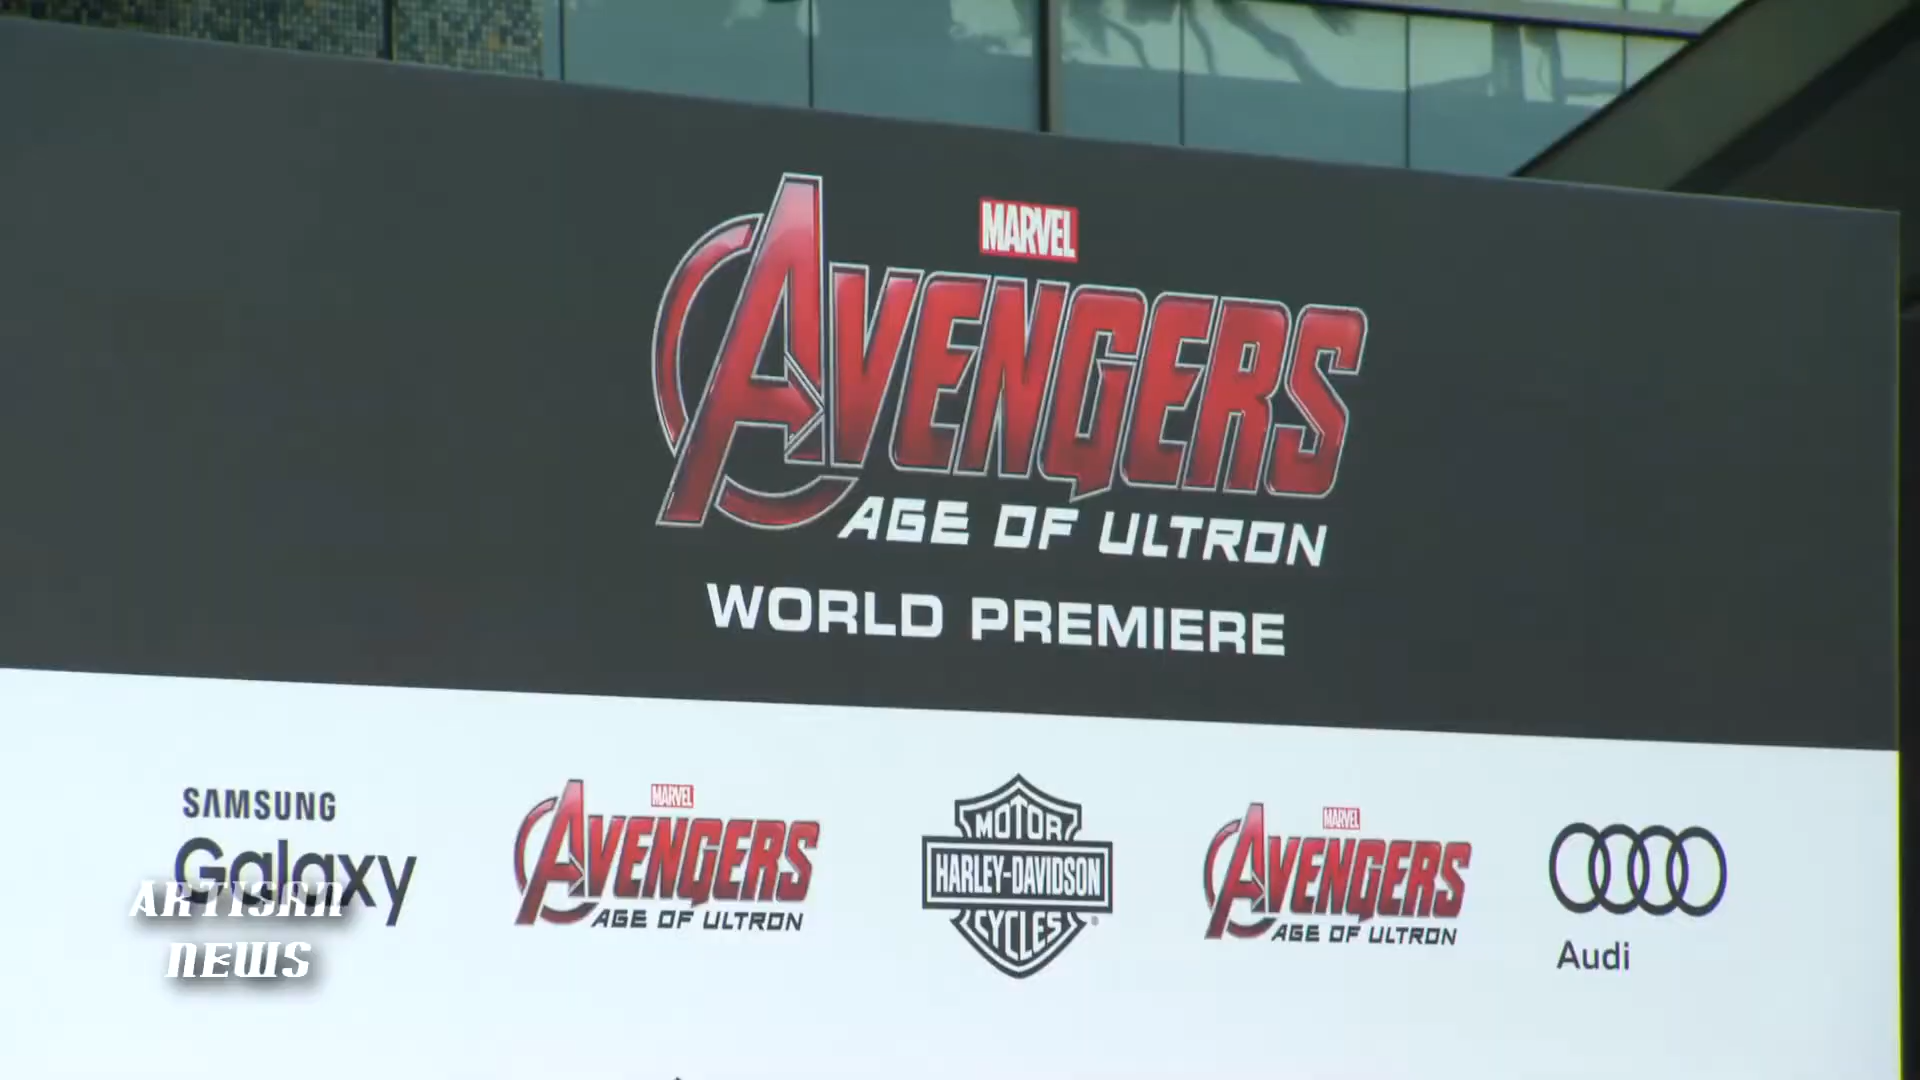 MARVEL
AVENGERS
AGE OF ULTRON
WORLD PREMIERE
SAMSUNG
Galaxy
MARVEL
AVENGERS
AGE OF ULTRON
MOTOR
HARLEY-DAVIDSON
CYCLES
®
MARVEL
AVENGERS
AGE OF ULTRON
Audi
ARTISAN
NEWS